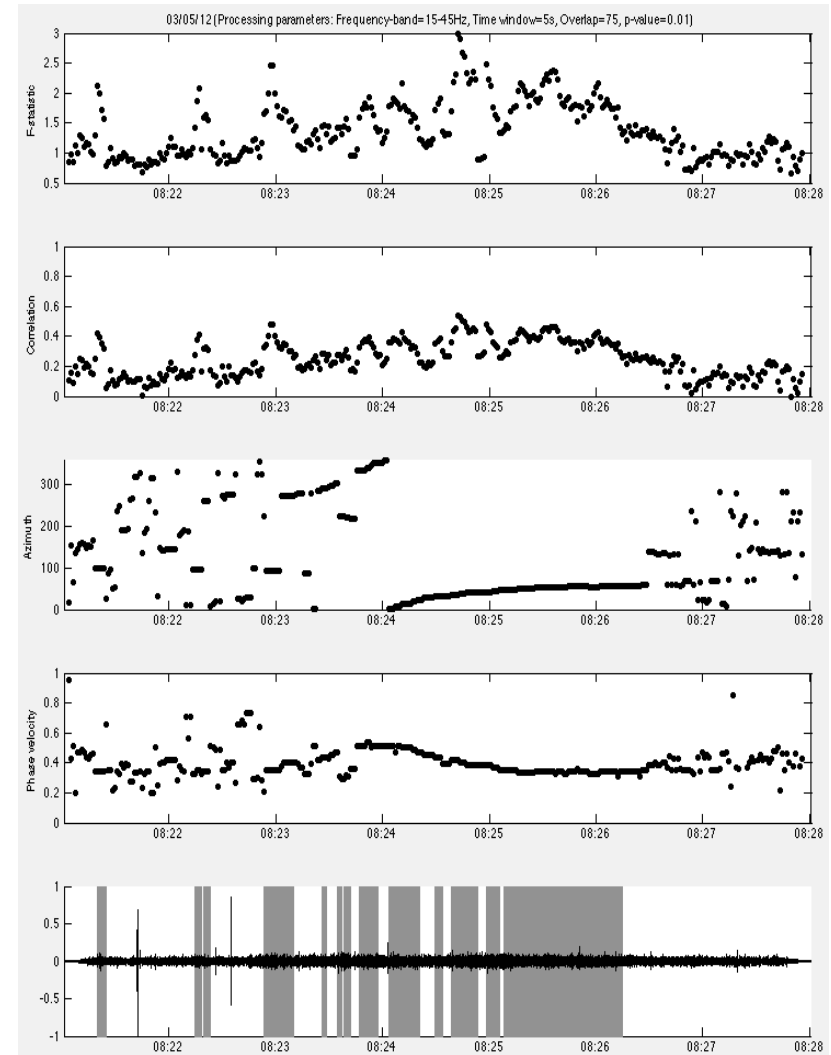 03/05/12 (Processing parameters: Frequency-band=15-45Hz, Time window=5s, Overlap=75, p-value=0.01)
3
2.5
2
1.5
1
0.5
F-statistic
08:22 08:23 08:24 08:25 08:26 08:27 08:28
1
0.8
0.6
0.4
0.2
0
Correlation
08:22 08:23 08:24 08:25 08:26 08:27 08:28
300
200
100
0
Azimuth
08:22 08:23 08:24 08:25 08:26 08:27 08:28
1
0.8
0.6
0.4
0.2
0
Phase velocity
08:22 08:23 08:24 08:25 08:26 08:27 08:28
1
0.5
0
-0.5
-1
08:22 08:23 08:24 08:25 08:26 08:27 08:28